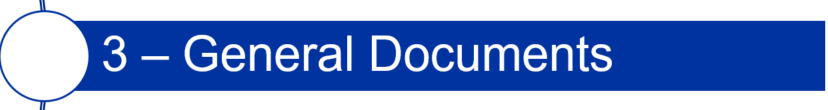 3 – General Documents